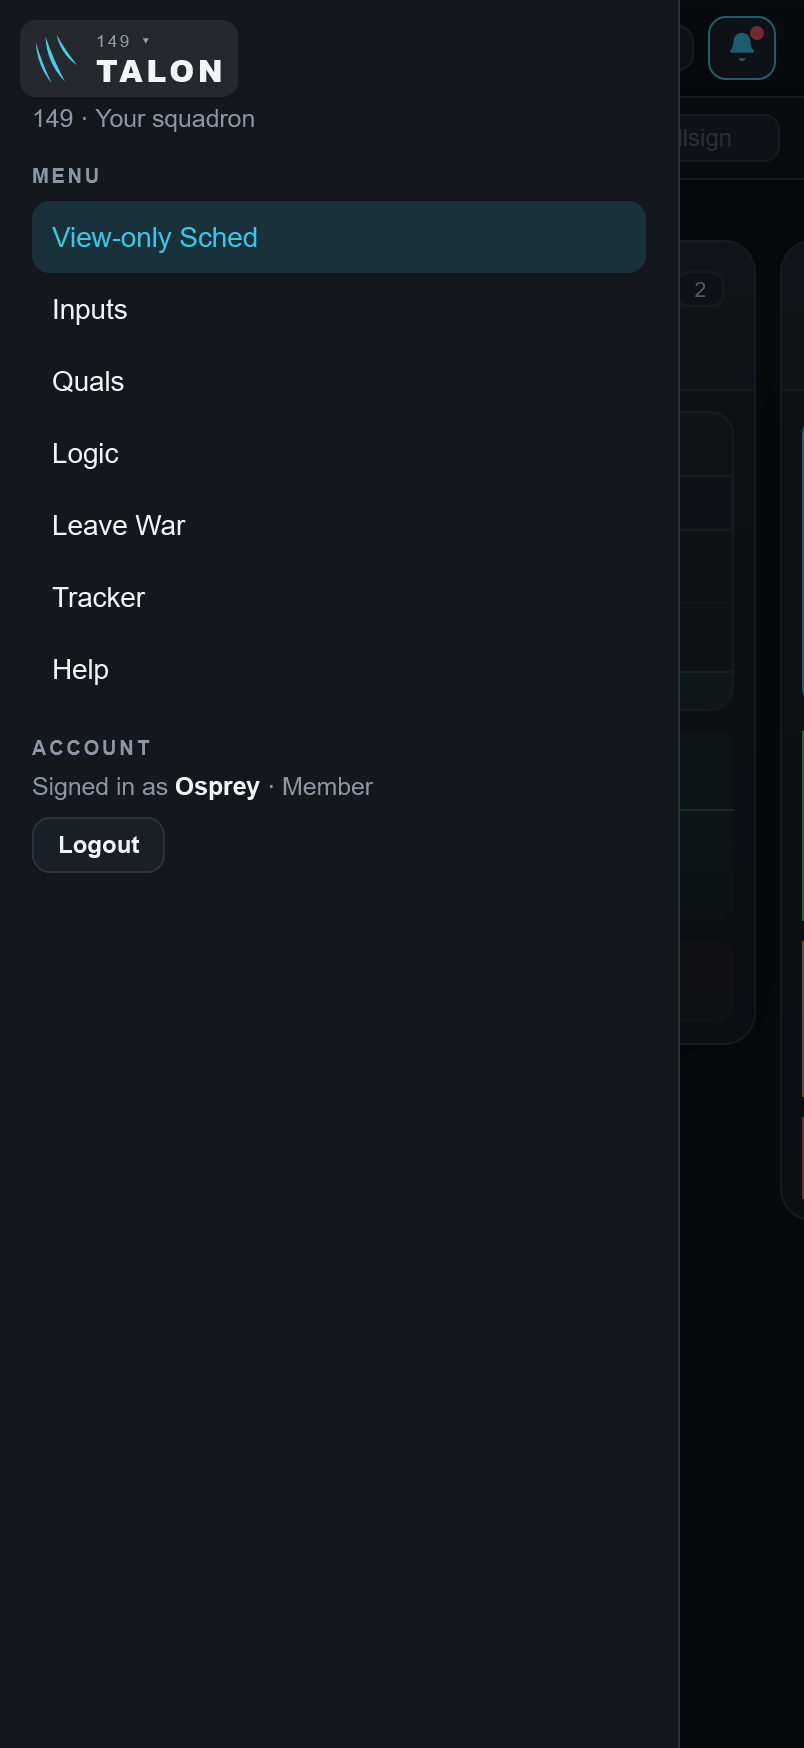 149 ▾
TALON
149 · Your squadron
MENU
View-only Sched
Inputs
Quals
Logic
Leave War
Tracker
Help
ACCOUNT
Signed in as Osprey · Member
Logout
llsign
2